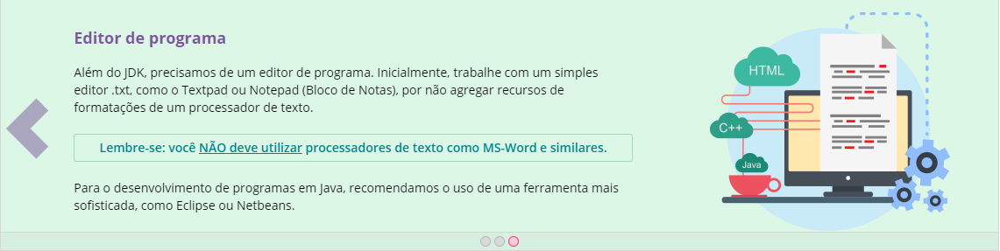 Editor de programa
Além do JDK, precisamos de um editor de programa. Inicialmente, trabalhe com um simples
editor .txt, como o Textpad ou Notepad (Bloco de Notas), por não agregar recursos de
formatações de um processador de texto.
Lembre-se: você NÃO deve utilizar processadores de texto como MS-Word e similares.
Para o desenvolvimento de programas em Java, recomendamos o uso de uma ferramenta mais
sofisticada, como Eclipse ou Netbeans.
HTML
C++
Java